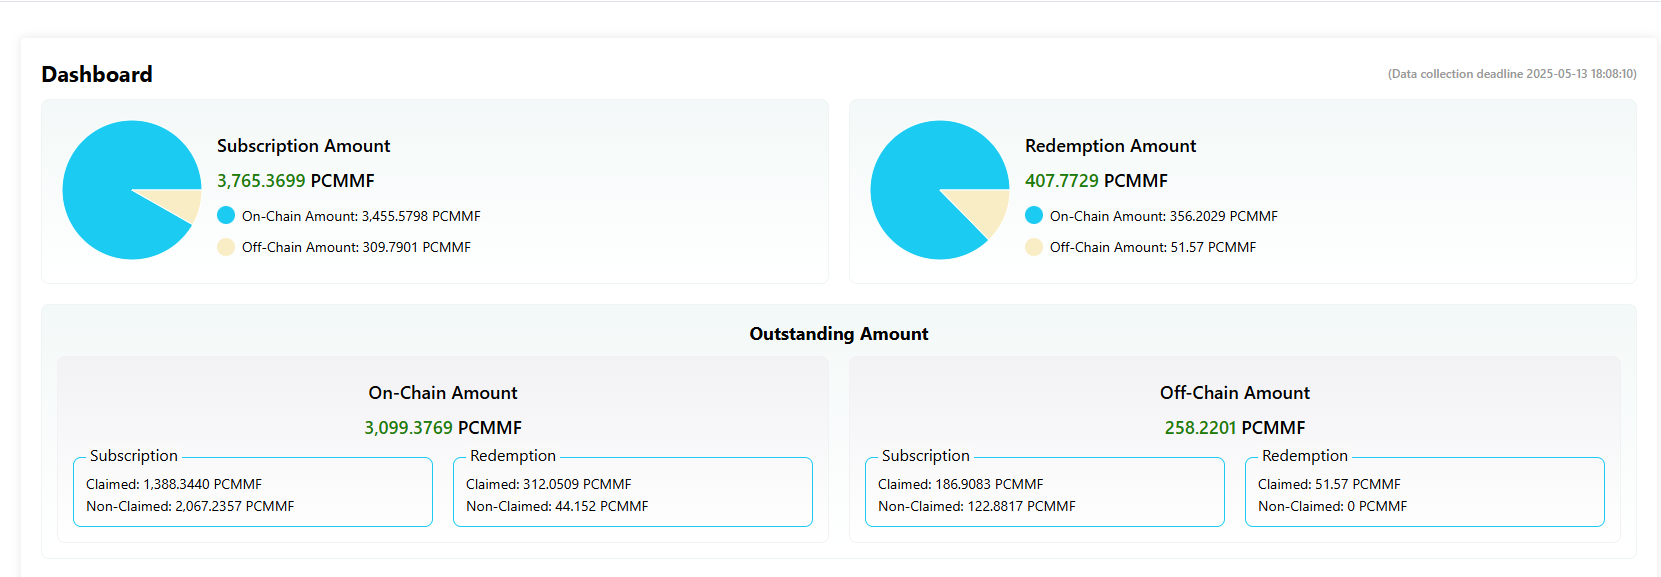 Dashboard
(Data collection deadline 2025-05-13 18:08:10)
Subscription Amount
3,765.3699 PCMMF
On-Chain Amount: 3,455.5798 PCMMF
Off-Chain Amount: 309.7901 PCMMF
Redemption Amount
407.7729 PCMMF
On-Chain Amount: 356.2029 PCMMF
Off-Chain Amount: 51.57 PCMMF
Outstanding Amount
On-Chain Amount
3,099.3769 PCMMF
Subscription
Claimed: 1,388.3440 PCMMF
Non-Claimed: 2,067.2357 PCMMF
Redemption
Claimed: 312.0509 PCMMF
Non-Claimed: 44.152 PCMMF
Off-Chain Amount
258.2201 PCMMF
Subscription
Claimed: 186.9083 PCMMF
Non-Claimed: 122.8817 PCMMF
Redemption
Claimed: 51.57 PCMMF
Non-Claimed: 0 PCMMF